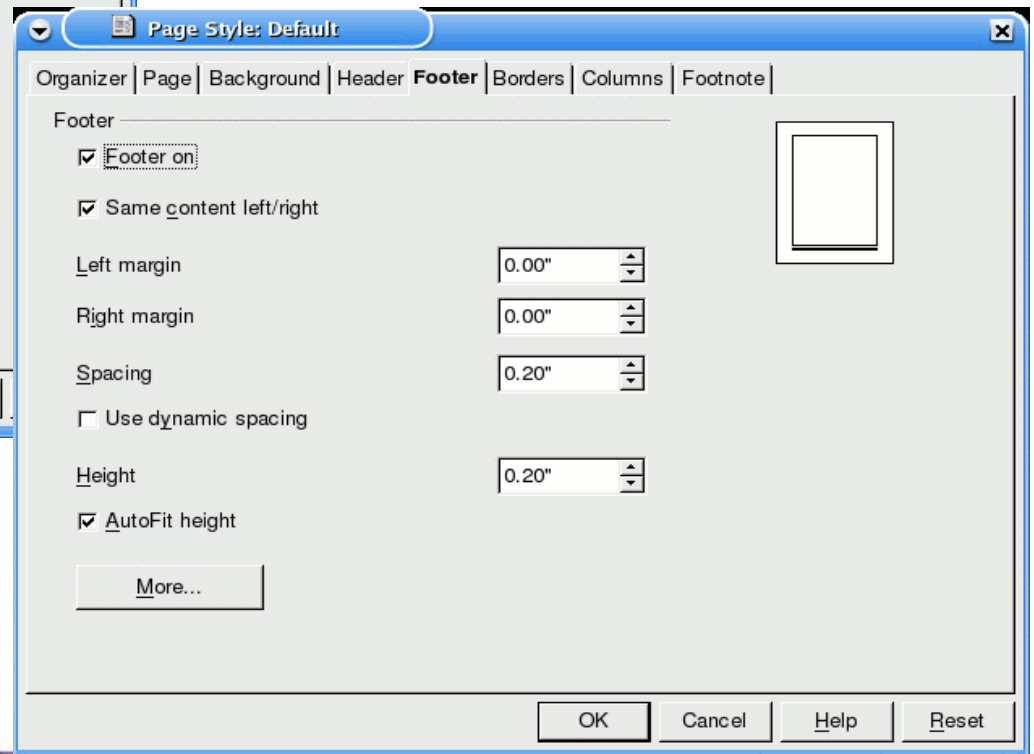 Page Style: Default
Organizer Page Background Header Footer Borders Columns Footnote
Footer
Footer on
Same content left/right
Left margin 0.00"
Right margin 0.00"
Spacing 0.20"
Use dynamic spacing
Height 0.20"
AutoFit height
More...
OK Cancel Help Reset